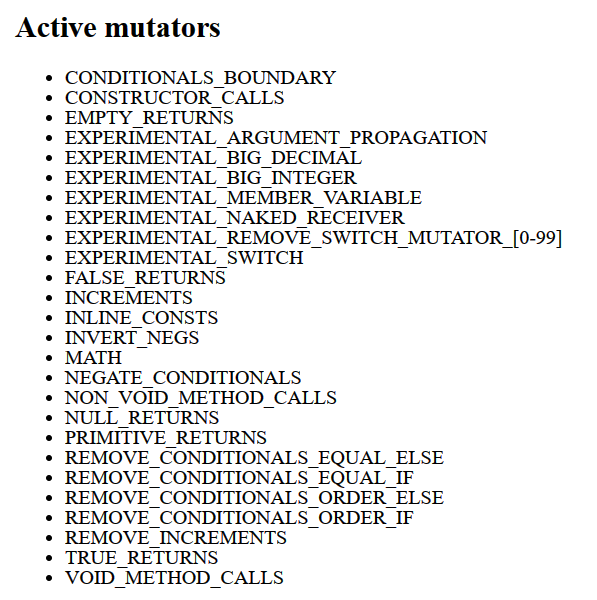 Active mutators
• CONDITIONALS_BOUNDARY
• CONSTRUCTOR_CALLS
• EMPTY_RETURNS
• EXPERIMENTAL_ARGUMENT_PROPAGATION
• EXPERIMENTAL_BIG_DECIMAL
• EXPERIMENTAL_BIG_INTEGER
• EXPERIMENTAL_MEMBER_VARIABLE
• EXPERIMENTAL_NAKED_RECEIVER
• EXPERIMENTAL_REMOVE_SWITCH_MUTATOR_[0-99]
• EXPERIMENTAL_SWITCH
• FALSE_RETURNS
• INCREMENTS
• INLINE_CONSTS
• INVERT_NEGS
• MATH
• NEGATE_CONDITIONALS
• NON_VOID_METHOD_CALLS
• NULL_RETURNS
• PRIMITIVE_RETURNS
• REMOVE_CONDITIONALS_EQUAL_ELSE
• REMOVE_CONDITIONALS_EQUAL_IF
• REMOVE_CONDITIONALS_ORDER_ELSE
• REMOVE_CONDITIONALS_ORDER_IF
• REMOVE_INCREMENTS
• TRUE_RETURNS
• VOID_METHOD_CALLS